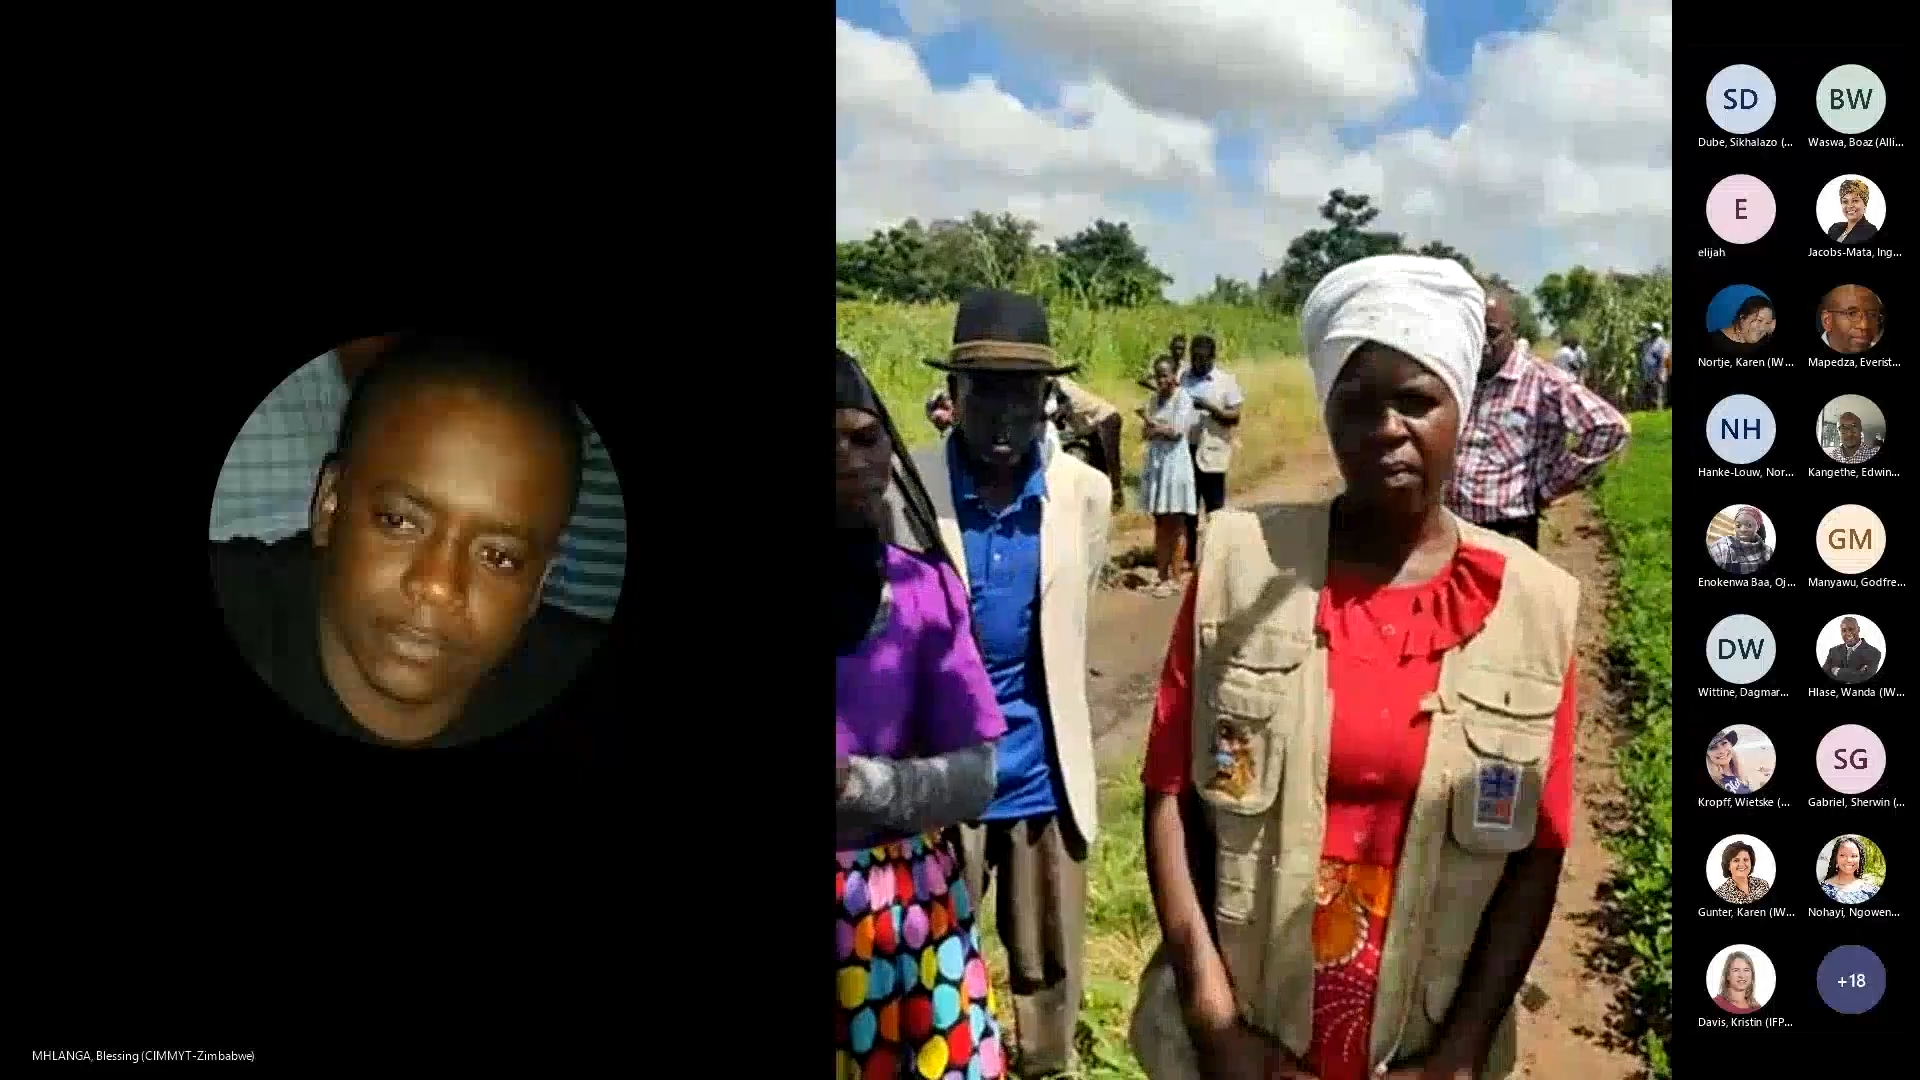 SD
BW
Dube, Sikhalazo (...
Waswa, Boaz (Alli...
E
elijah
Jacobs-Mata, Ing...
Nortje, Karen (IW...
Mapedza, Everist...
NH
Hanke-Louw, Nor...
Kangethe, Edwin...
Enokenwa Baa, Oj...
GM
Manyawu, Godfre...
DW
Wittine, Dagmar...
Hlase, Wanda (IW...
Kropff, Wietske (...
SG
Gabriel, Sherwin (...
Gunter, Karen (IW...
Nohayi, Ngowen...
Davis, Kristin (IFP...
+18
MHLANGA, Blessing (CIMMYT-Zimbabwe)